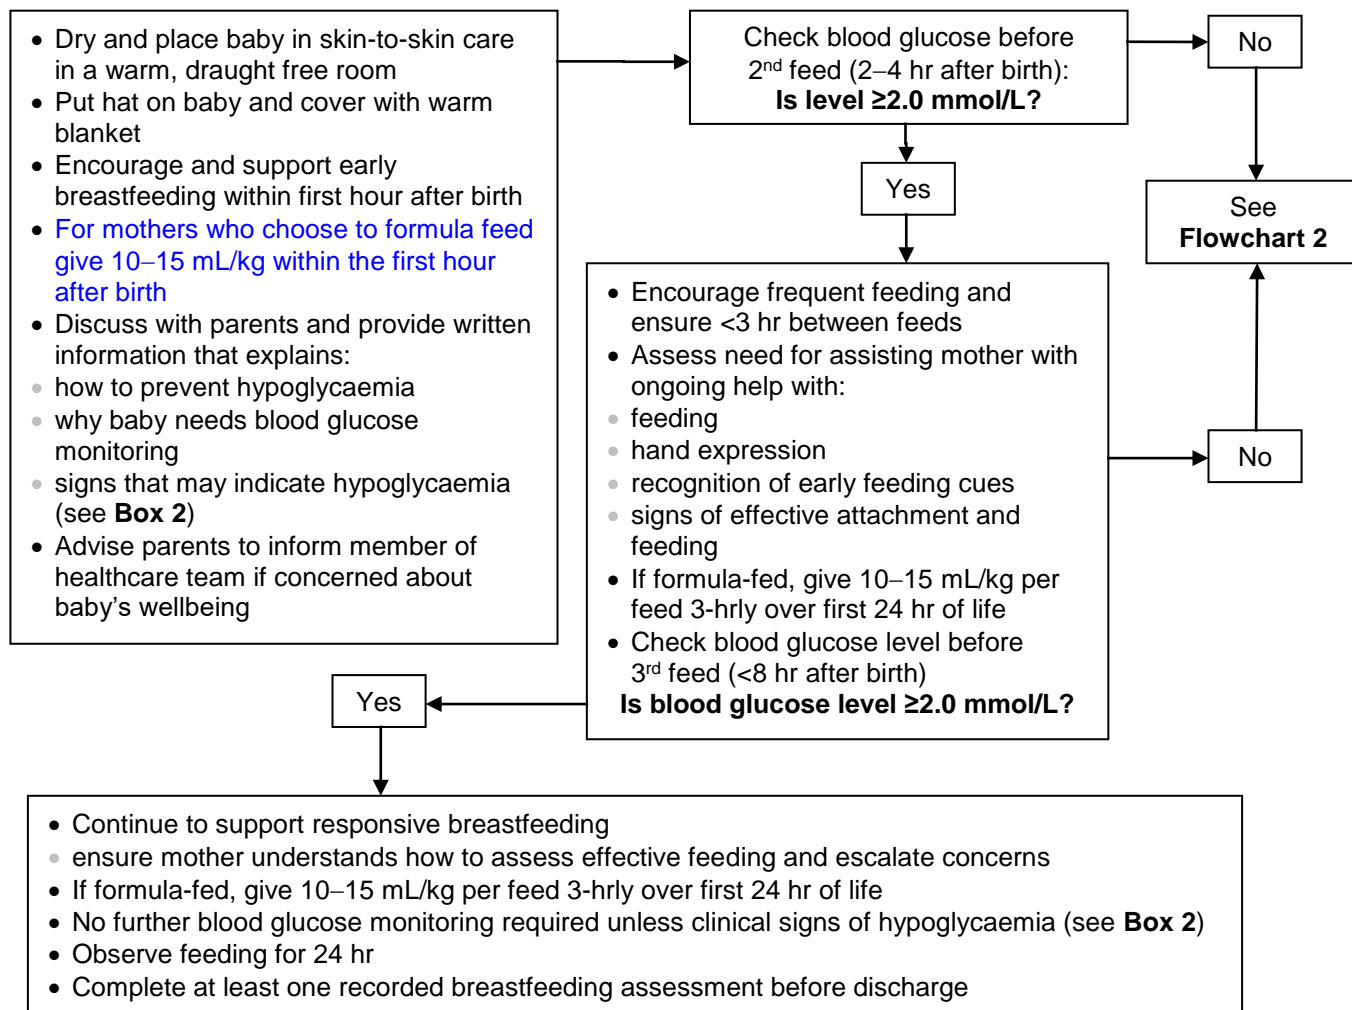 • Dry and place baby in skin-to-skin care
in a warm, draught free room
• Put hat on baby and cover with warm
blanket
• Encourage and support early
breastfeeding within first hour after birth
• For mothers who choose to formula feed
give 10–15 mL/kg within the first hour
after birth
• Discuss with parents and provide written
information that explains:
• how to prevent hypoglycaemia
• why baby needs blood glucose
monitoring
• signs that may indicate hypoglycaemia
(see Box 2)
• Advise parents to inform member of
healthcare team if concerned about
baby's wellbeing
Check blood glucose before
2nd feed (2–4 hr after birth):
Is level ≥2.0 mmol/L?
No
Yes
See
Flowchart 2
• Encourage frequent feeding and
ensure <3 hr between feeds
• Assess need for assisting mother with
ongoing help with:
• feeding
• hand expression
• recognition of early feeding cues
• signs of effective attachment and
feeding
• If formula-fed, give 10–15 mL/kg per
feed 3-hrly over first 24 hr of life
• Check blood glucose level before
3rd feed (<8 hr after birth)
Is blood glucose level ≥2.0 mmol/L?
No
Yes
• Continue to support responsive breastfeeding
• ensure mother understands how to assess effective feeding and escalate concerns
• If formula-fed, give 10–15 mL/kg per feed 3-hrly over first 24 hr of life
• No further blood glucose monitoring required unless clinical signs of hypoglycaemia (see Box 2)
• Observe feeding for 24 hr
• Complete at least one recorded breastfeeding assessment before discharge